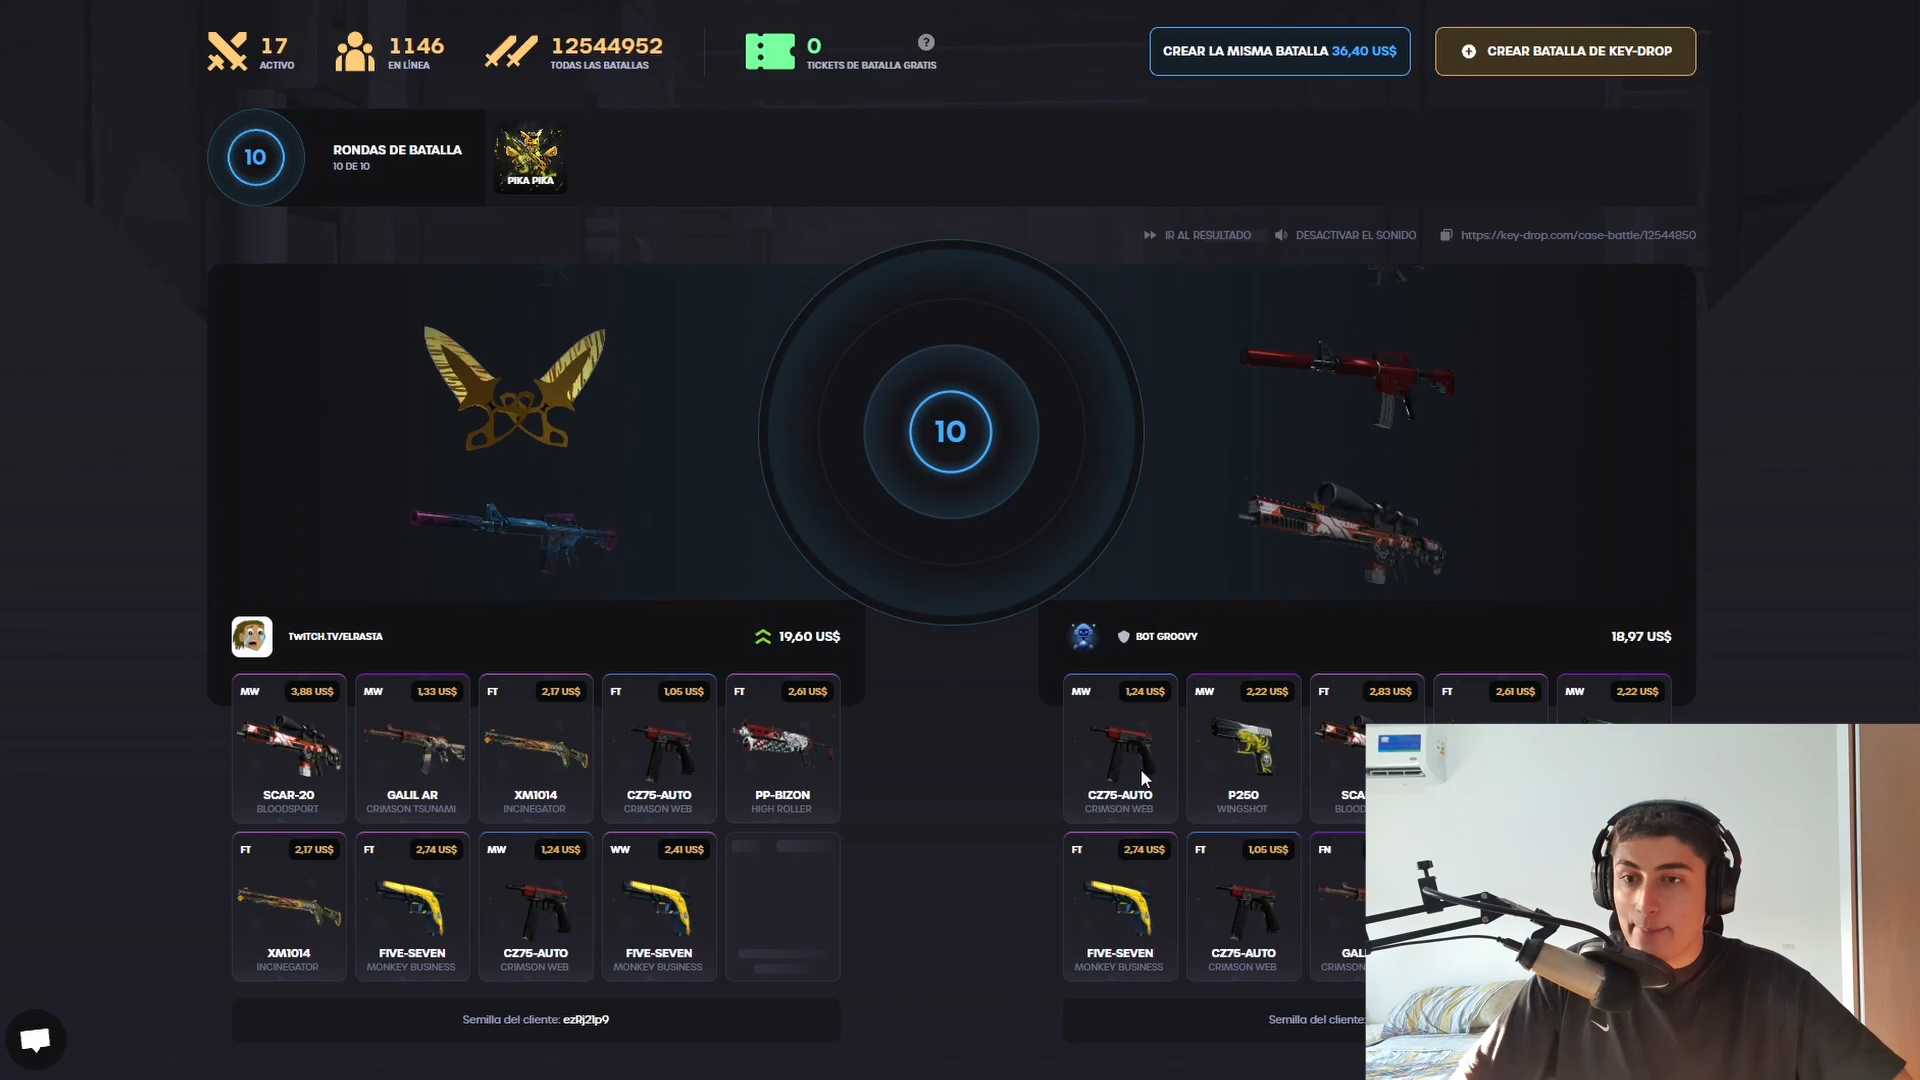 17
ACTIVO
1146
EN LÍNEA
12544952
TODAS LAS BATALLAS
0
TICKETS DE BATALLA GRATIS
?
CREAR LA MISMA BATALLA 36,40 US$
CREAR BATALLA DE KEY-DROP
10
RONDAS DE BATALLA
10 DE 10
PIKA PIKA
IR AL RESULTADO
DESACTIVAR EL SONIDO
https://key-drop.com/case-battle/12544850
10
TWITCH.TV/ELRASTA
19,60 US$
BOT GROOVY
18,97 US$
MW 3,88 US$
SCAR-20
BLOODSPORT
MW 1,33 US$
GALIL AR
CRIMSON TSUNAMI
FT 2,17 US$
XM1014
INCINEGATOR
FT 1,05 US$
CZ75-AUTO
CRIMSON WEB
FT 2,61 US$
PP-BIZON
HIGH ROLLER
MW 1,24 US$
CZ75-AUTO
CRIMSON WEB
MW 2,22 US$
P250
WINGSHOT
FT 2,83 US$
SCA
BLOOD
FT 2,61 US$
MW 2,22 US$
FT 2,17 US$
XM1014
INCINEGATOR
FT 2,74 US$
FIVE-SEVEN
MONKEY BUSINESS
MW 1,24 US$
CZ75-AUTO
CRIMSON WEB
WW 2,41 US$
FIVE-SEVEN
MONKEY BUSINESS
FT 2,74 US$
FIVE-SEVEN
MONKEY BUSINESS
FT 1,05 US$
CZ75-AUTO
CRIMSON WEB
FN
GAL
CRIMSON
Semilla del cliente: ezRj21p9
Semilla del cliente: